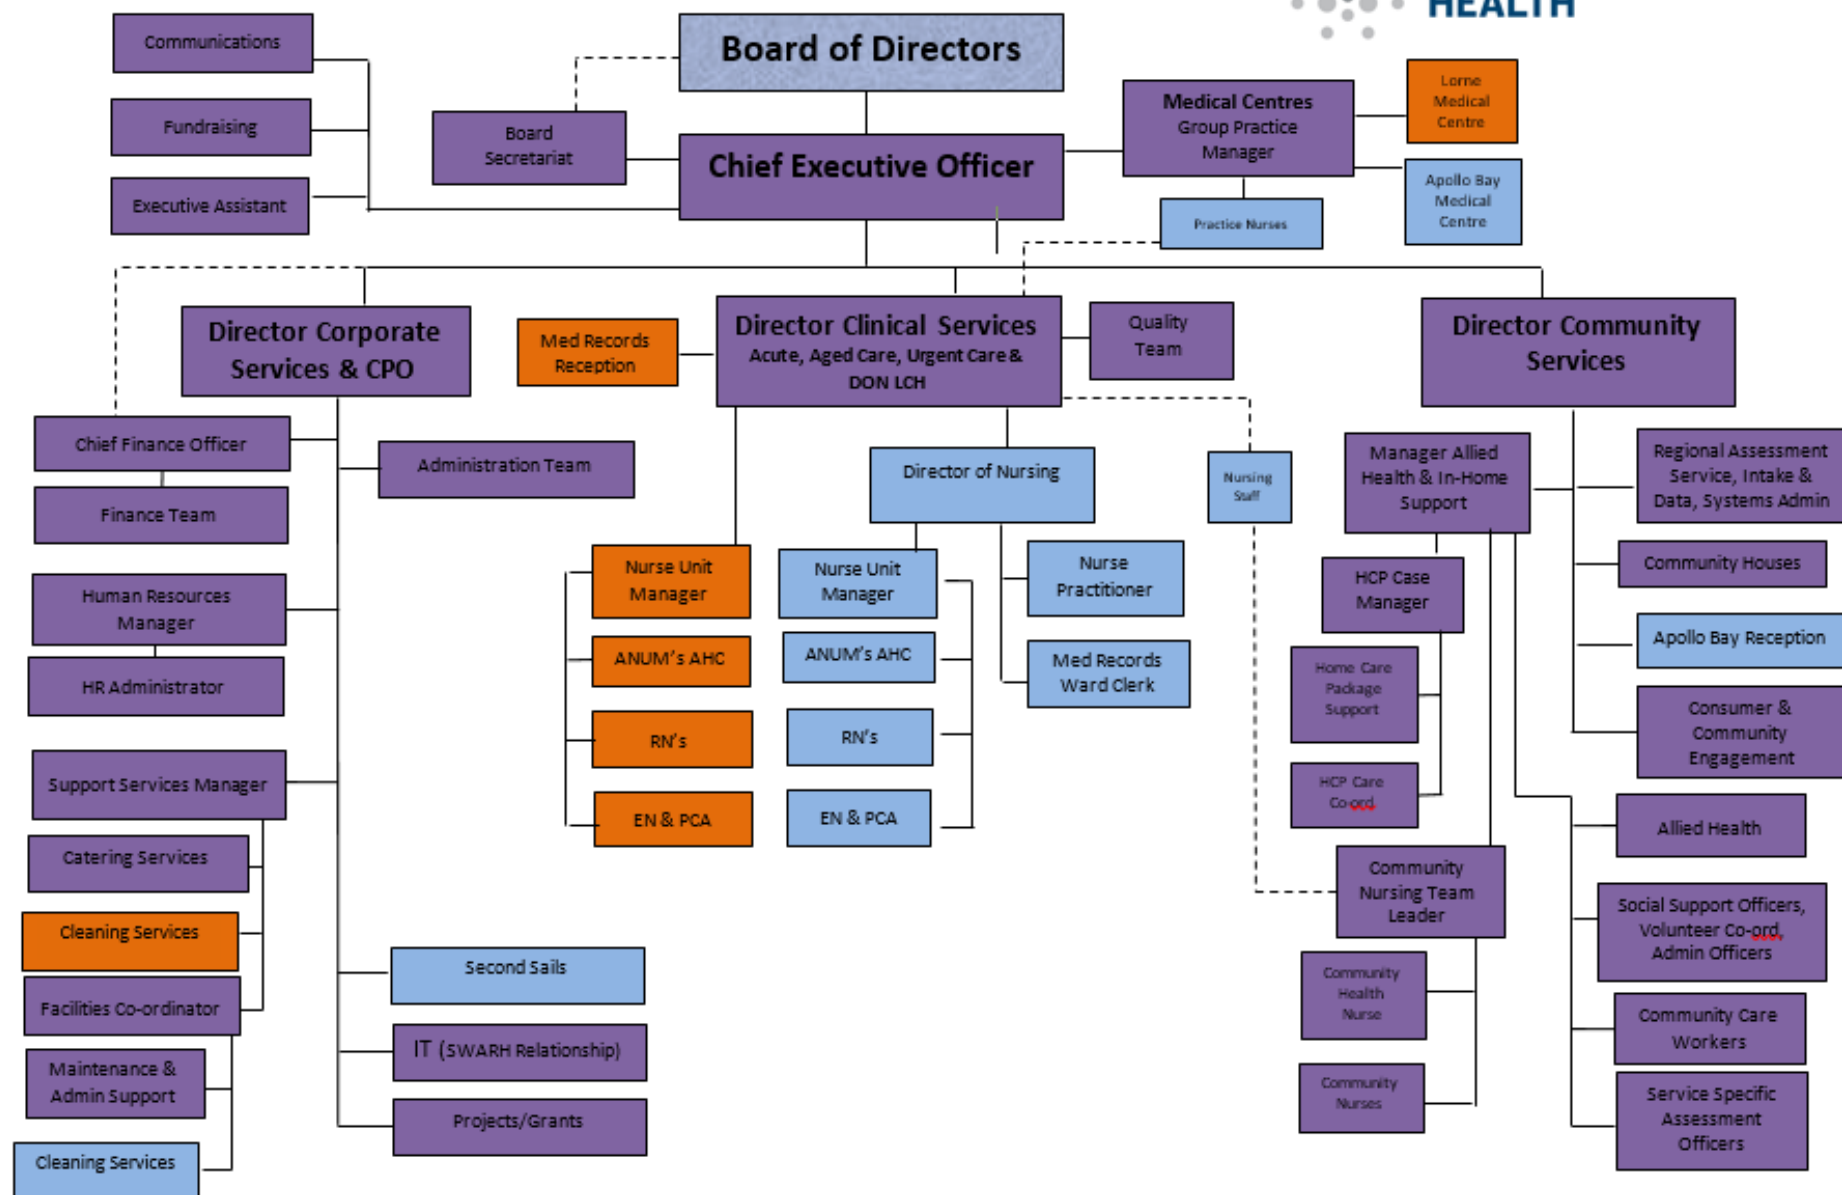 HEALTH
Communications
Fundraising
Executive Assistant
Board of Directors
Board
Secretariat
Chief Executive Officer
Medical Centres
Group Practice
Manager
Lorne
Medical
Centre
Apollo Bay
Medical
Centre
Practice Nurses
Director Corporate
Services & CPO
Med Records
Reception
Director Clinical Services
Acute, Aged Care, Urgent Care &
DON LCH
Quality
Team
Director Community
Services
Chief Finance Officer
Finance Team
Administration Team
Human Resources
Manager
HR Administrator
Support Services Manager
Catering Services
Cleaning Services
Facilities Co-ordinator
Maintenance &
Admin Support
Cleaning Services
Second Sails
IT (SWARH Relationship)
Projects/Grants
Director of Nursing
Nurse Unit
Manager
ANUM's AHC
RN's
EN & PCA
Nurse Unit
Manager
ANUM's AHC
RN's
EN & PCA
Nurse
Practitioner
Med Records
Ward Clerk
Nursing
Staff
Manager Allied
Health & In-Home
Support
HCP Case
Manager
Home Care
Package
Support
HCP Care
Co-ord
Community
Nursing Team
Leader
Community
Health
Nurse
Community
Nurses
Regional Assessment
Service, Intake &
Data, Systems Admin
Community Houses
Apollo Bay Reception
Consumer &
Community
Engagement
Allied Health
Social Support Officers,
Volunteer Co-ord,
Admin Officers
Community Care
Workers
Service Specific
Assessment
Officers